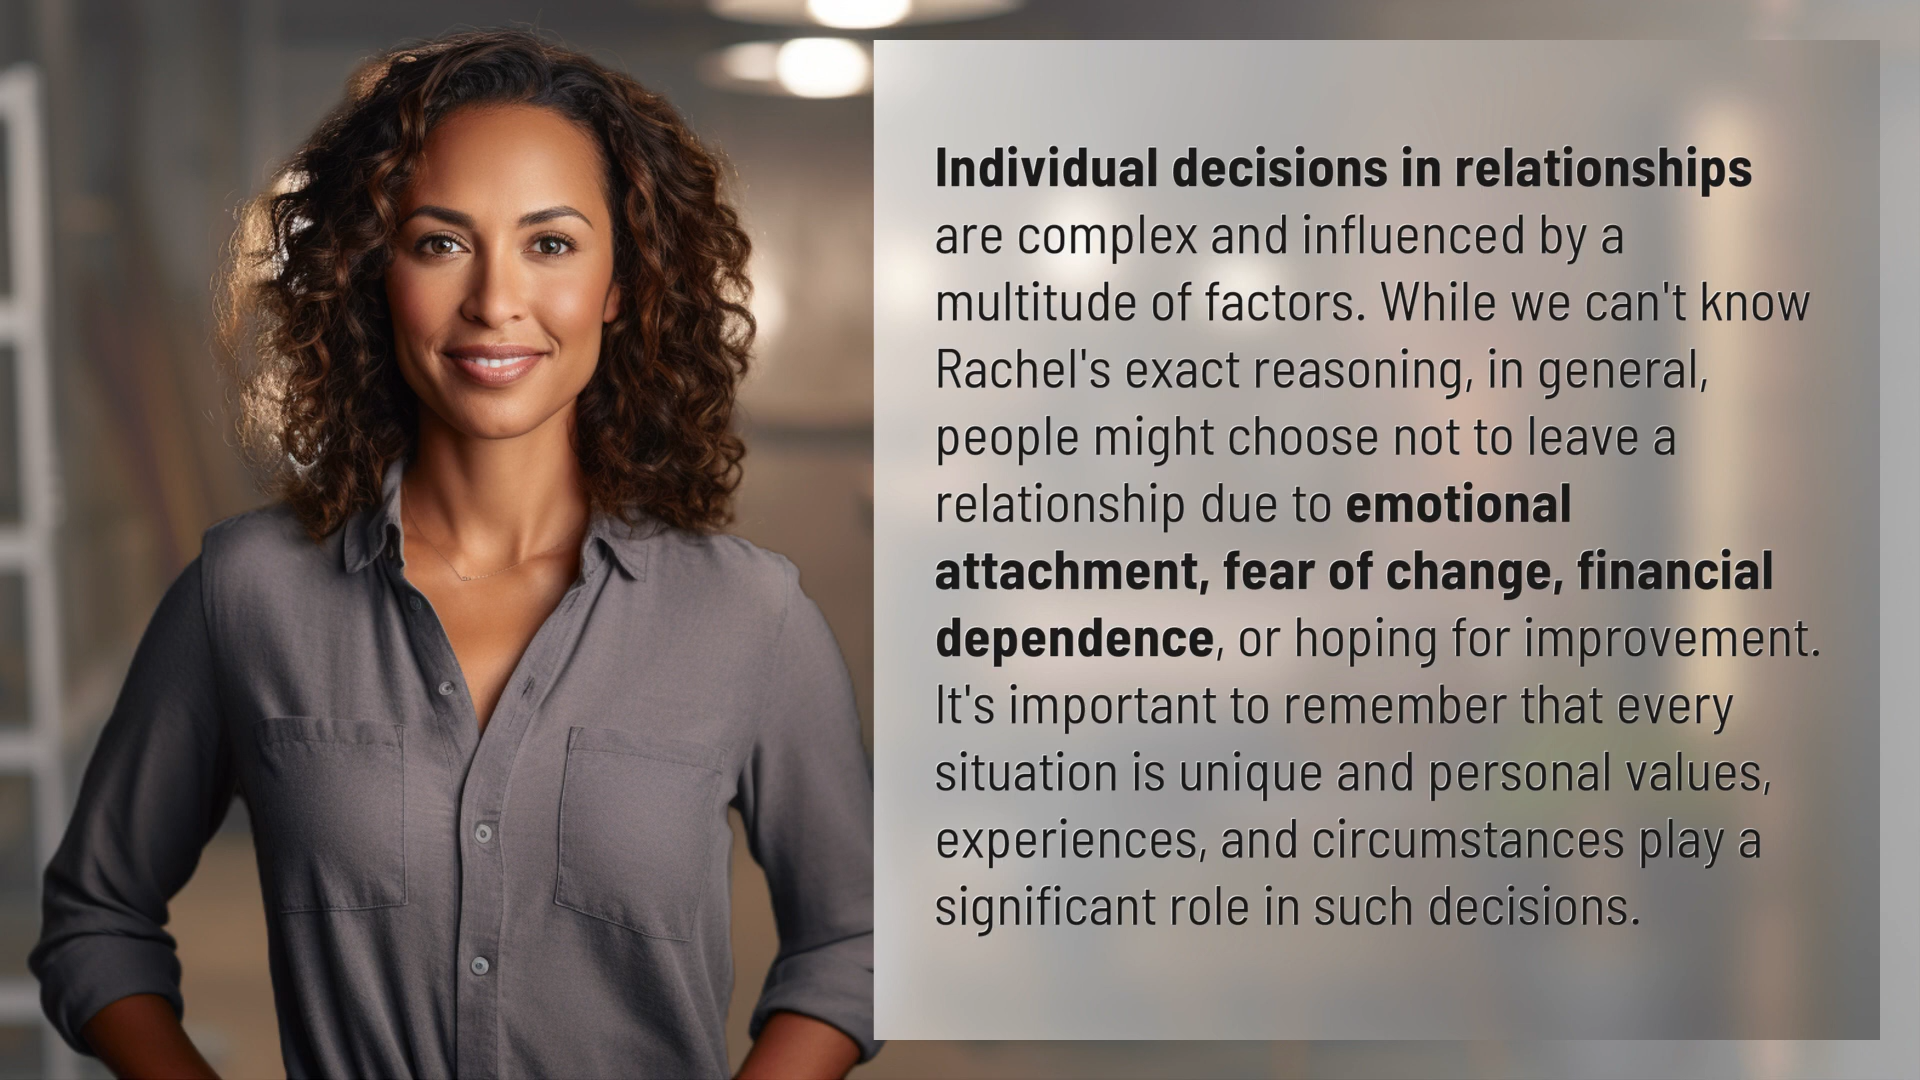 Individual decisions in relationships
are complex and influenced by a
multitude of factors. While we can't know
Rachel's exact reasoning, in general,
people might choose not to leave a
relationship due to emotional
attachment, fear of change, financial
dependence, or hoping for improvement.
It's important to remember that every
situation is unique and personal values,
experiences, and circumstances play a
significant role in such decisions.